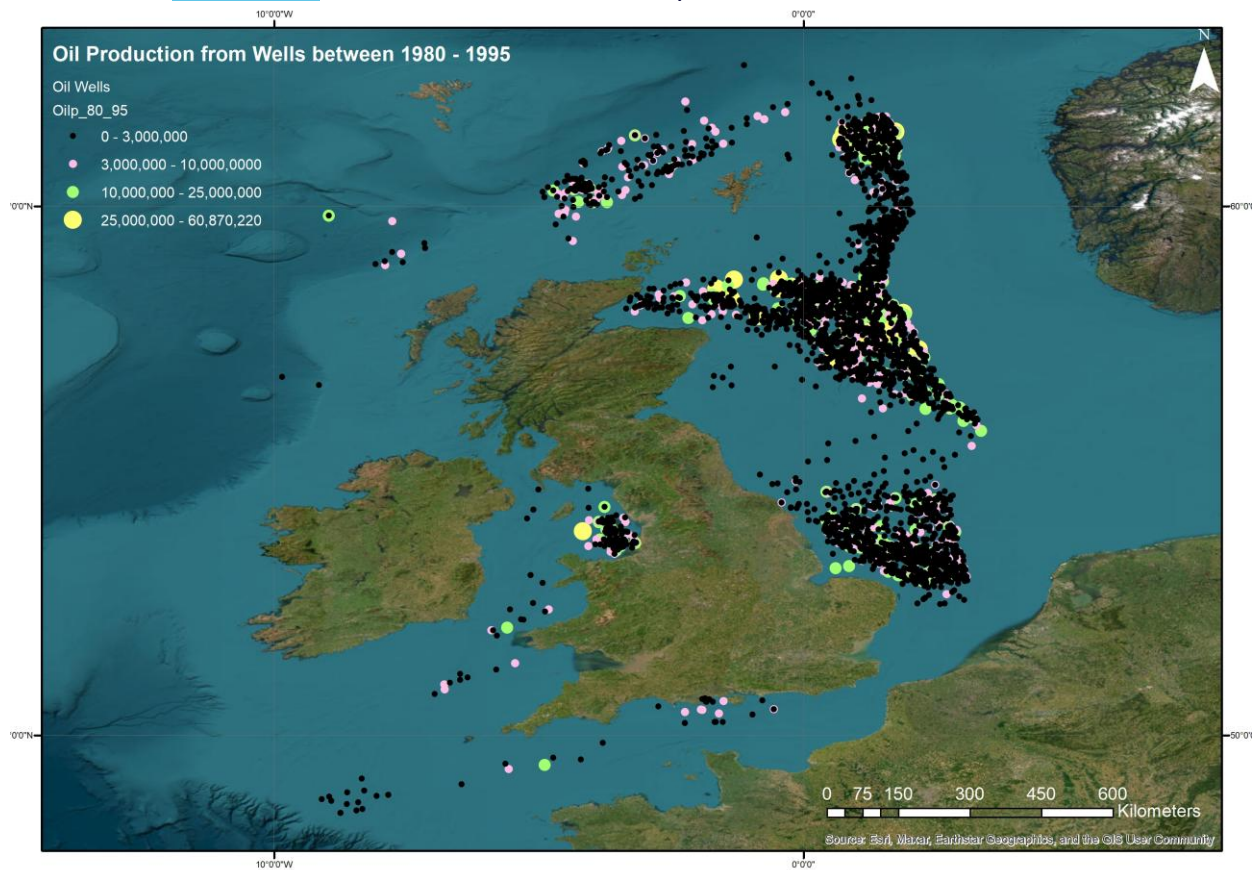 10°0'0"W
0°0'0"
Oil Production from Wells between 1980 - 1995
N
Oil Wells
Oilp_80_95
0 - 3,000,000
3,000,000 - 10,000,0000
10,000,000 - 25,000,000
25,000,000 - 60,870,220
°0'0"N
60°0'0"
°0'0"N
50°0'0"
0 75 150 300 450 600
Kilometers
Source: Esri, Maxar, Earthstar Geographics, and the GIS User Community
10°0'0"W
0°0'0"